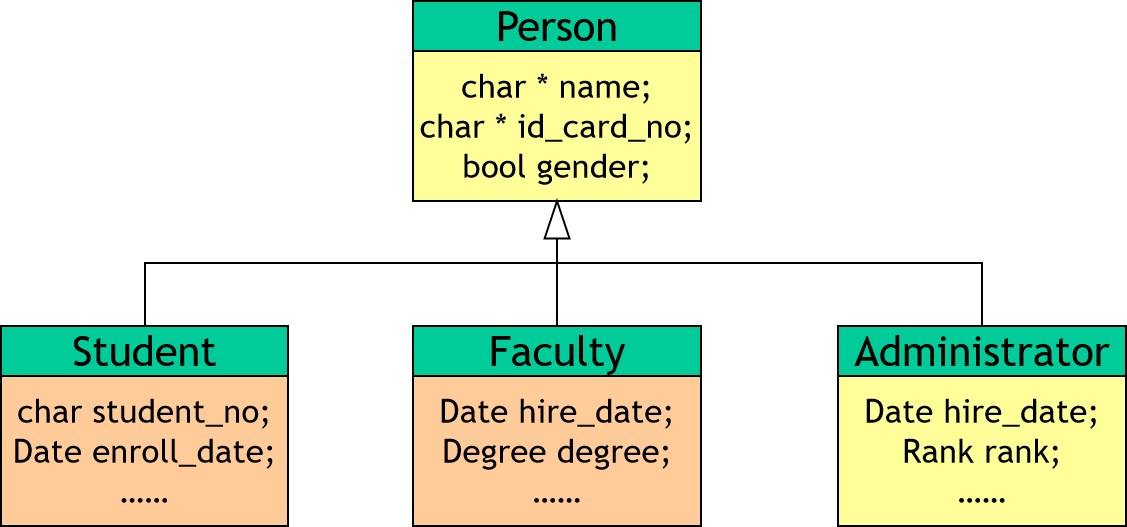 Person
char * name;
char * id_card_no;
bool gender;
Student
char student_no;
Date enroll_date;
......
Faculty
Date hire_date;
Degree degree;
......
Administrator
Date hire_date;
Rank rank;
......